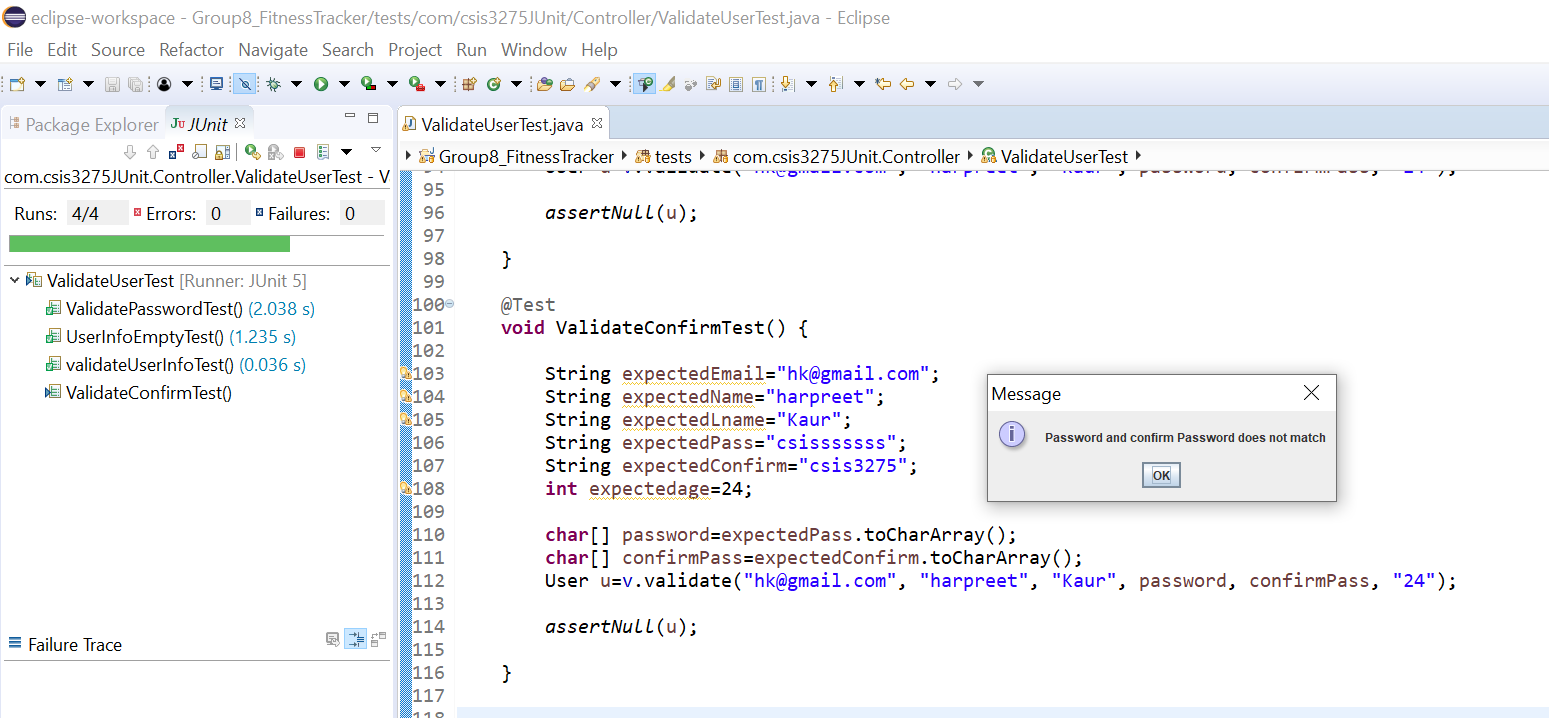 eclipse-workspace - Group8_FitnessTracker/tests/com/csis3275JUnit/Controller/ValidateUserTest.java - Eclipse
File Edit Source Refactor Navigate Search Project Run Window Help
Package Explorer JUnit
com.csis3275JUnit.Controller.ValidateUserTest - V
Runs: 4/4 Errors: 0 Failures: 0
ValidateUserTest [Runner: JUnit 5]
ValidatePasswordTest() (2.038 s)
UserInfoEmptyTest() (1.235 s)
validateUserInfoTest() (0.036 s)
ValidateConfirmTest()
Failure Trace
ValidateUserTest.java
Group8_FitnessTracker tests com.csis3275JUnit.Controller ValidateUserTest
95
96 assertNull(u);
97
98 }
99
100 @Test
101 void ValidateConfirmTest() {
102
103 String expectedEmail="hk@gmail.com";
104 String expectedName="harpreet";
105 String expectedLname="Kaur";
106 String expectedPass="csisssssss";
107 String expectedConfirm="csis3275";
108 int expectedage=24;
109
110 char[] password=expectedPass.toCharArray();
111 char[] confirmPass=expectedConfirm.toCharArray();
112 User u=v.validate("hk@gmail.com", "harpreet", "Kaur", password, confirmPass, "24");
113
114 assertNull(u);
115
116 }
117
118
Message
Password and confirm Password does not match
OK